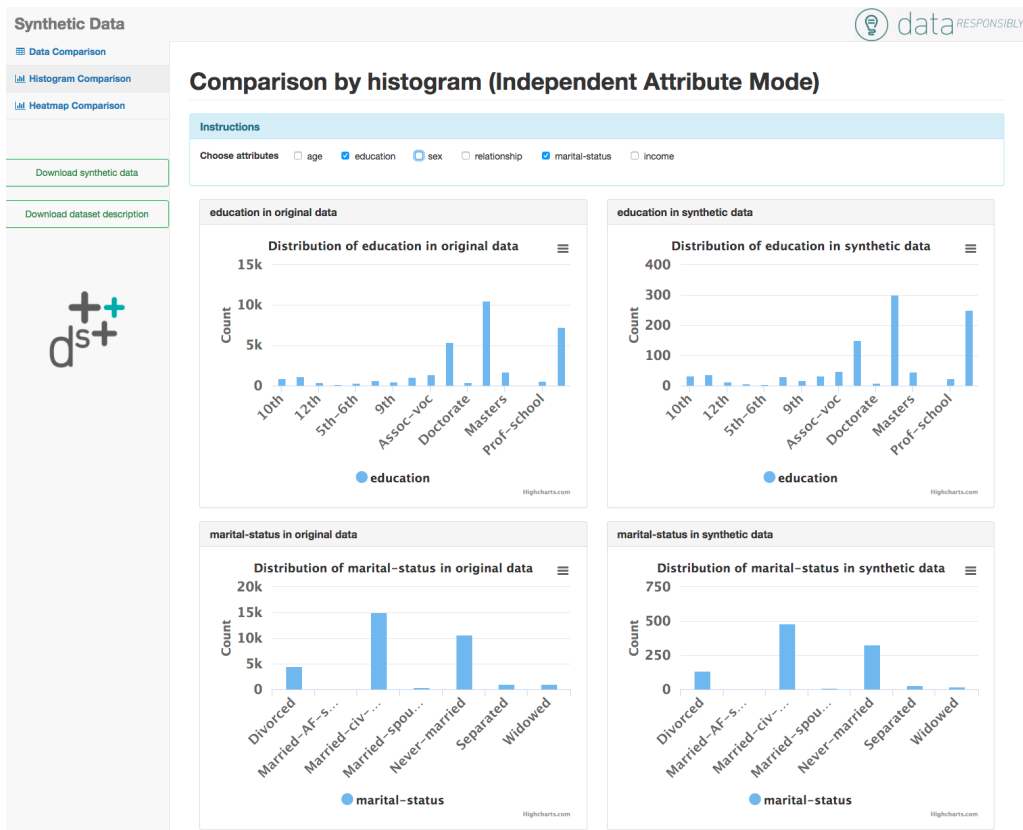 Synthetic Data
data RESPONSIBLY
Data Comparison
Histogram Comparison
Heatmap Comparison
Download synthetic data
Download dataset description
ds++
Comparison by histogram (Independent Attribute Mode)
Instructions
Choose attributes age education sex relationship marital-status income
education in original data
Distribution of education in original data
15k
10k
5k
0
Count
10th 12th 5th-6th 9th Assoc-voc Doctorate Masters Prof-school
education
Highcharts.com
education in synthetic data
Distribution of education in synthetic data
400
300
200
100
0
Count
10th 12th 5th-6th 9th Assoc-voc Doctorate Masters Prof-school
education
Highcharts.com
marital-status in original data
Distribution of marital-status in original data
20k
15k
10k
5k
0
Count
Divorced Married-AF-s... Married-civ-... Married-spou... Never-married Separated Widowed
marital-status
Highcharts.com
marital-status in synthetic data
Distribution of marital-status in synthetic data
750
500
250
0
Count
Divorced Married-AF-s... Married-civ-... Married-spou... Never-married Separated Widowed
marital-status
Highcharts.com